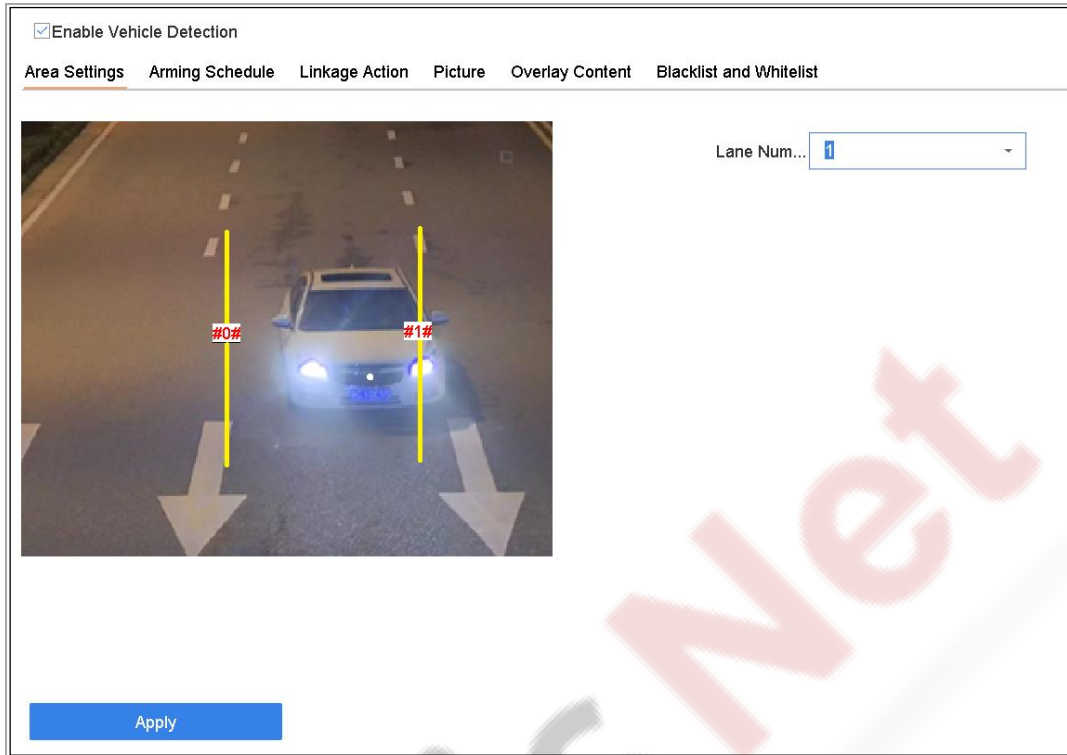 Enable Vehicle Detection
Area Settings Arming Schedule Linkage Action Picture Overlay Content Blacklist and Whitelist
Lane Num... 1
#0# #1#
Apply
Net